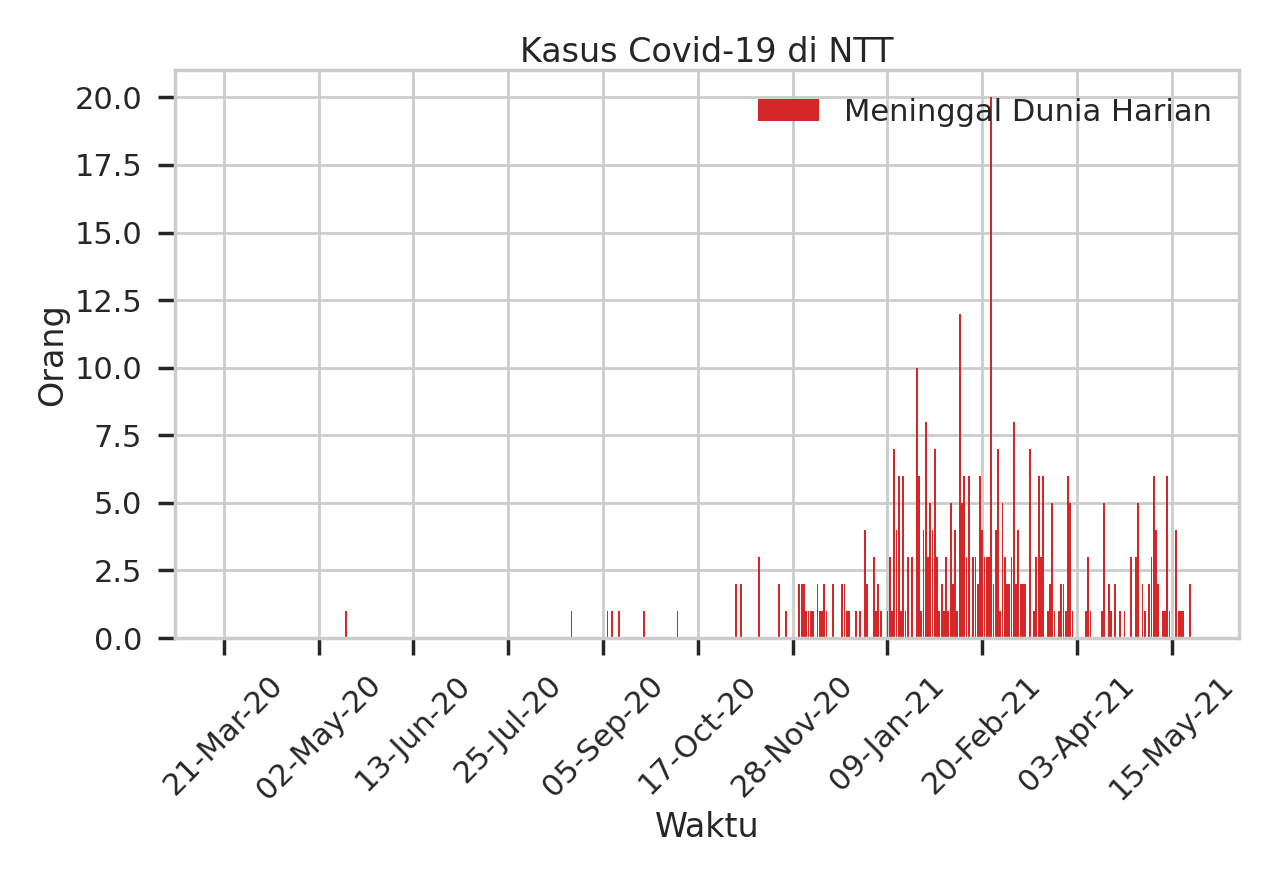 Kasus Covid-19 di NTT
Meninggal Dunia Harian
Orang
20.0
17.5
15.0
12.5
10.0
7.5
5.0
2.5
0.0
21-Mar-20
02-May-20
13-Jun-20
25-Jul-20
05-Sep-20
17-Oct-20
28-Nov-20
09-Jan-21
20-Feb-21
03-Apr-21
15-May-21
Waktu